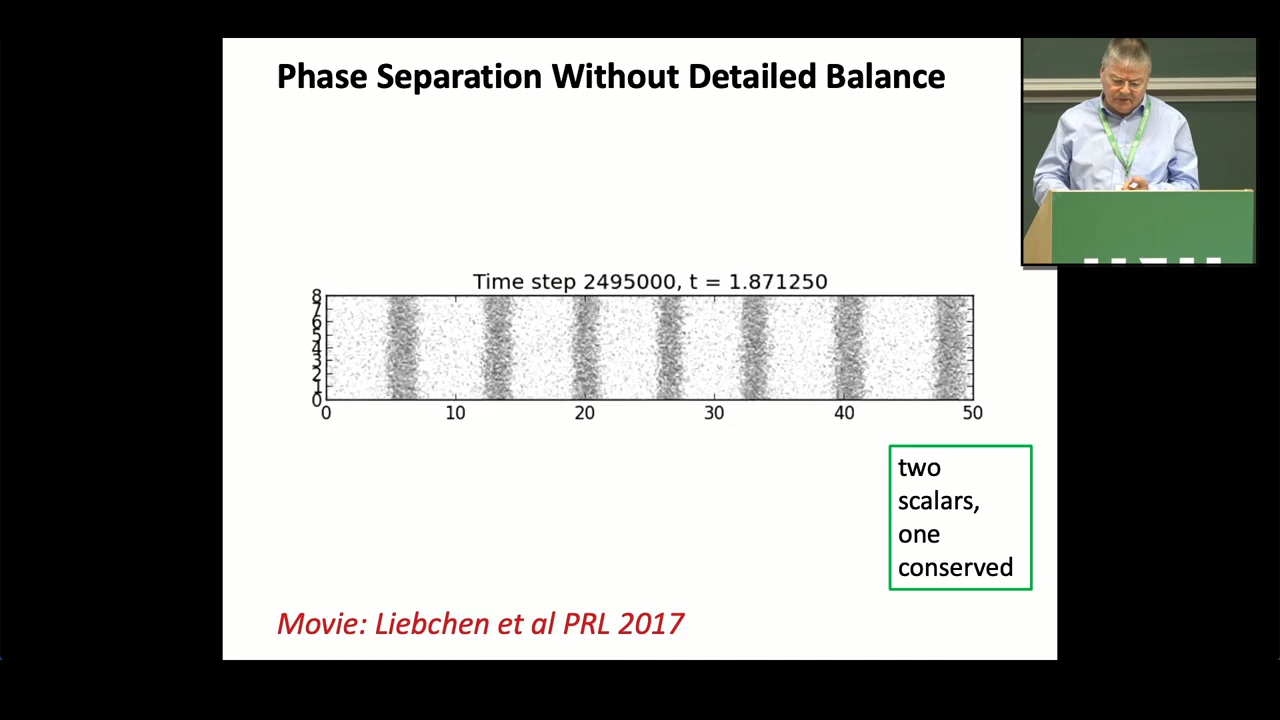 Phase Separation Without Detailed Balance
Time step 2495000, t = 1.871250
8
7
6
5
4
3
2
1
0
0 10 20 30 40 50
two
scalars,
one
conserved
Movie: Liebchen et al PRL 2017